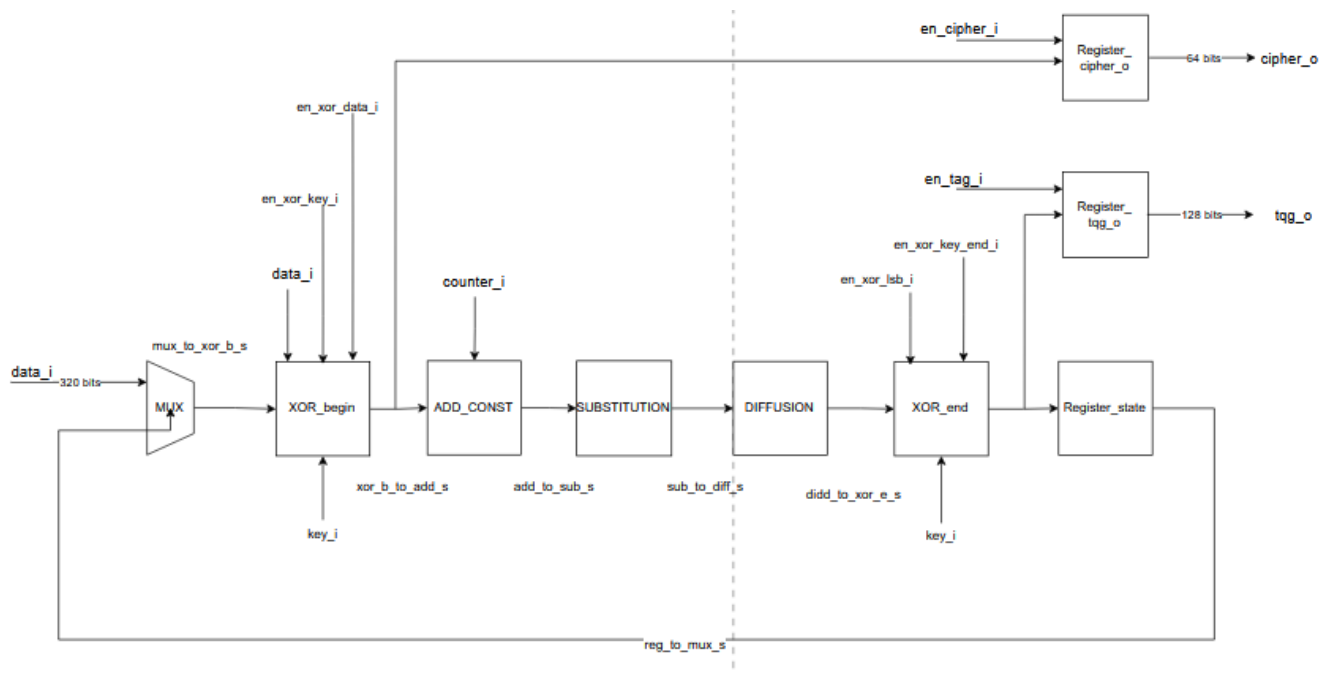 en_cipher_i
Register_
cipher_o
64 bits
cipher_o
en_xor_data_i
en_tag_i
Register_
tqg_o
128 bits
tqg_o
en_xor_key_i
en_xor_key_end_i
data_i
counter_i
en_xor_lsb_i
mux_to_xor_b_s
data_i
320 bits
MUX
XOR_begin
ADD_CONST
SUBSTITUTION
DIFFUSION
XOR_end
Register_state
xor_b_to_add_s
add_to_sub_s
sub_to_diff_s
didd_to_xor_e_s
key_i
key_i
reg_to_mux_s